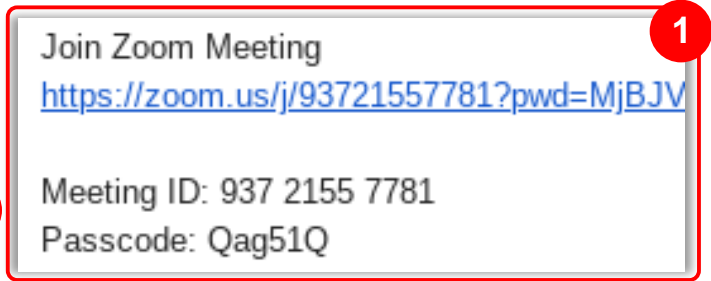 1
Join Zoom Meeting
https://zoom.us/j/93721557781?pwd=MjBJV
Meeting ID: 937 2155 7781
Passcode: Qag51Q